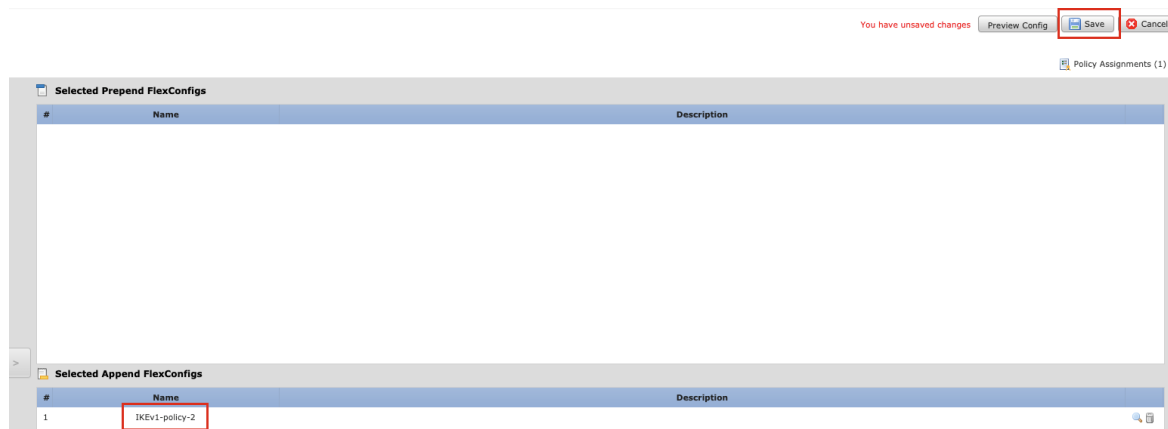 You have unsaved changes Preview Config Save Cancel
Policy Assignments (1)
Selected Prepend FlexConfigs
# Name Description
>
Selected Append FlexConfigs
# Name Description
1 IKEv1-policy-2